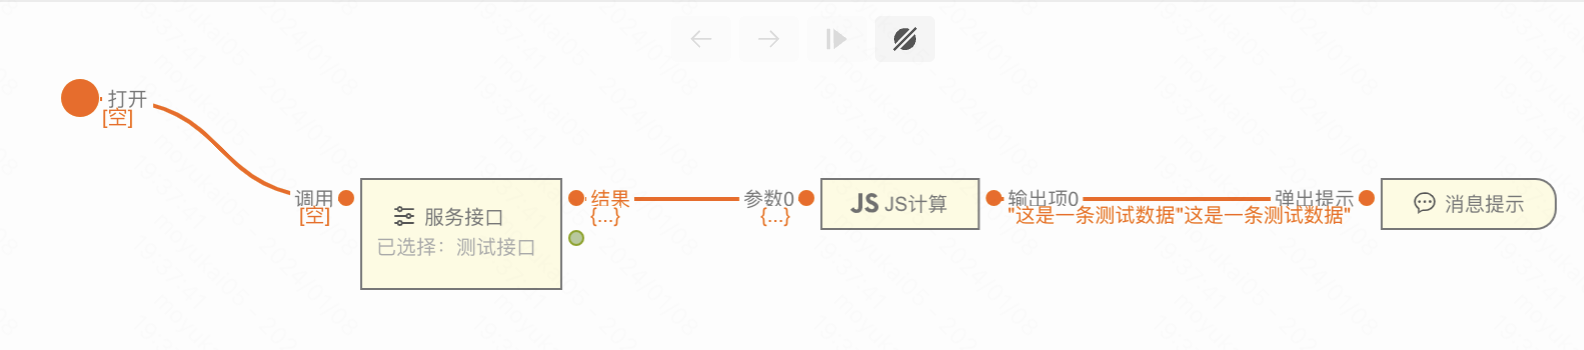 打开
[空]
调用
[空]
服务接口
已选择：测试接口
结果
{...}
参数0
{...}
JS JS计算
输出项0
"这是一条测试数据"
弹出提示
"这是一条测试数据"
消息提示